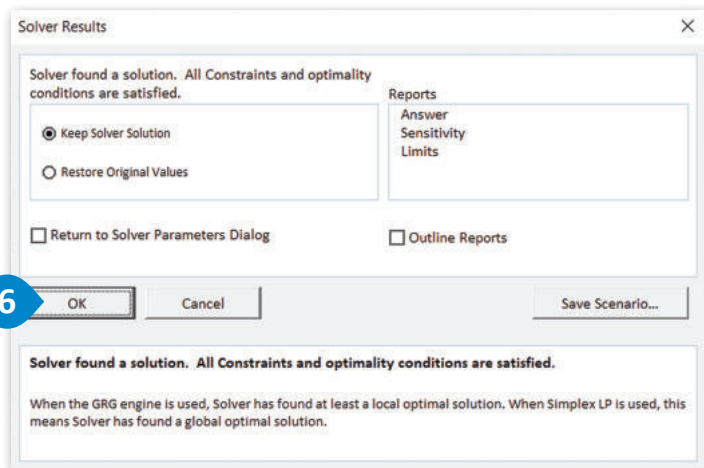 Solver Results
Solver found a solution. All Constraints and optimality
conditions are satisfied.
Reports
Answer
Sensitivity
Limits
Keep Solver Solution
Restore Original Values
Return to Solver Parameters Dialog
Outline Reports
6
OK
Cancel
Save Scenario...
Solver found a solution. All Constraints and optimality conditions are satisfied.
When the GRG engine is used, Solver has found at least a local optimal solution. When Simplex LP is used, this
means Solver has found a global optimal solution.